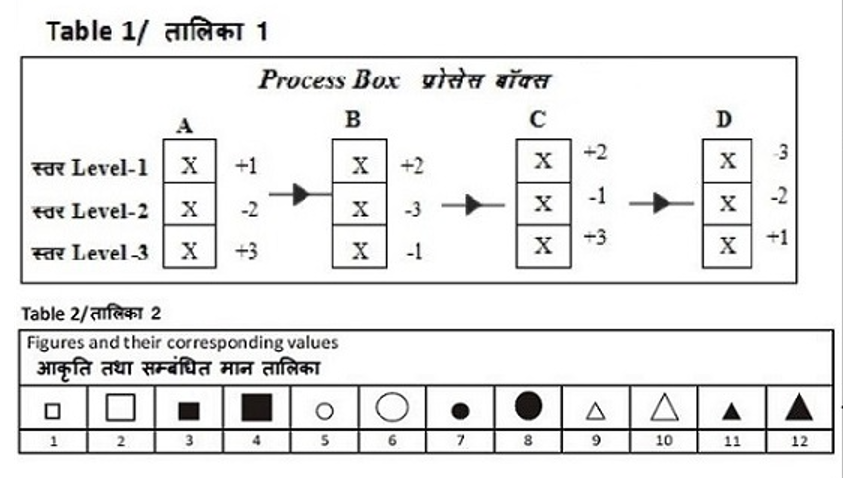 Table 1/ तालिका 1
Process Box प्रोसेस बॉक्स
A B C D
स्तर Level-1 X +1 X +2 X +2 X -3
स्तर Level-2 X -2 X -3 X -1 X -2
स्तर Level-3 X +3 X -1 X +3 X +1
Table 2/तालिका 2
Figures and their corresponding values
आकृति तथा सम्बंधित मान तालिका
1 2 3 4 5 6 7 8 9 10 11 12